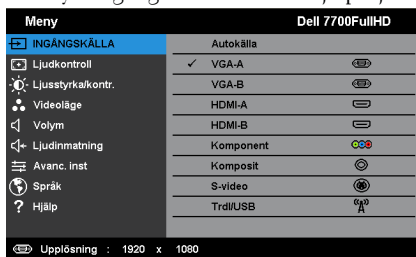 Meny Dell 7700FullHD
INGÅNGSKÄLLA Autokälla
Ljudkontroll ✓ VGA-A
Ljusstyrka/kontr. VGA-B
Videoläge HDMI-A
Volym HDMI-B
Ljudinmatning Komponent
Avanc. inst Komposit
Språk S-video
? Hjälp Trdl/USB
Upplösning : 1920 x 1080